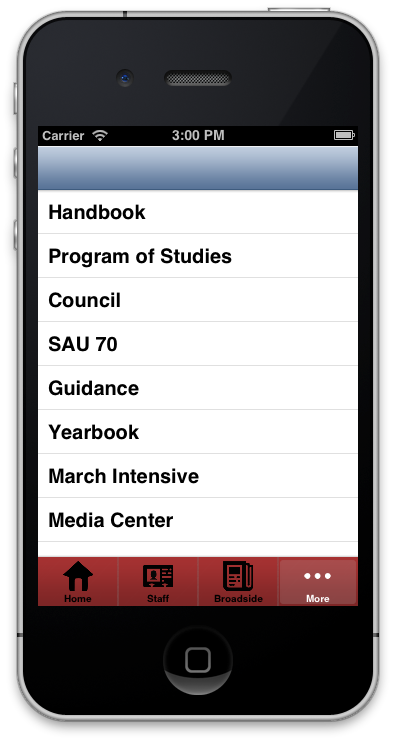 Carrier 3:00 PM
Handbook
Program of Studies
Council
SAU 70
Guidance
Yearbook
March Intensive
Media Center
Home Staff Broadside More